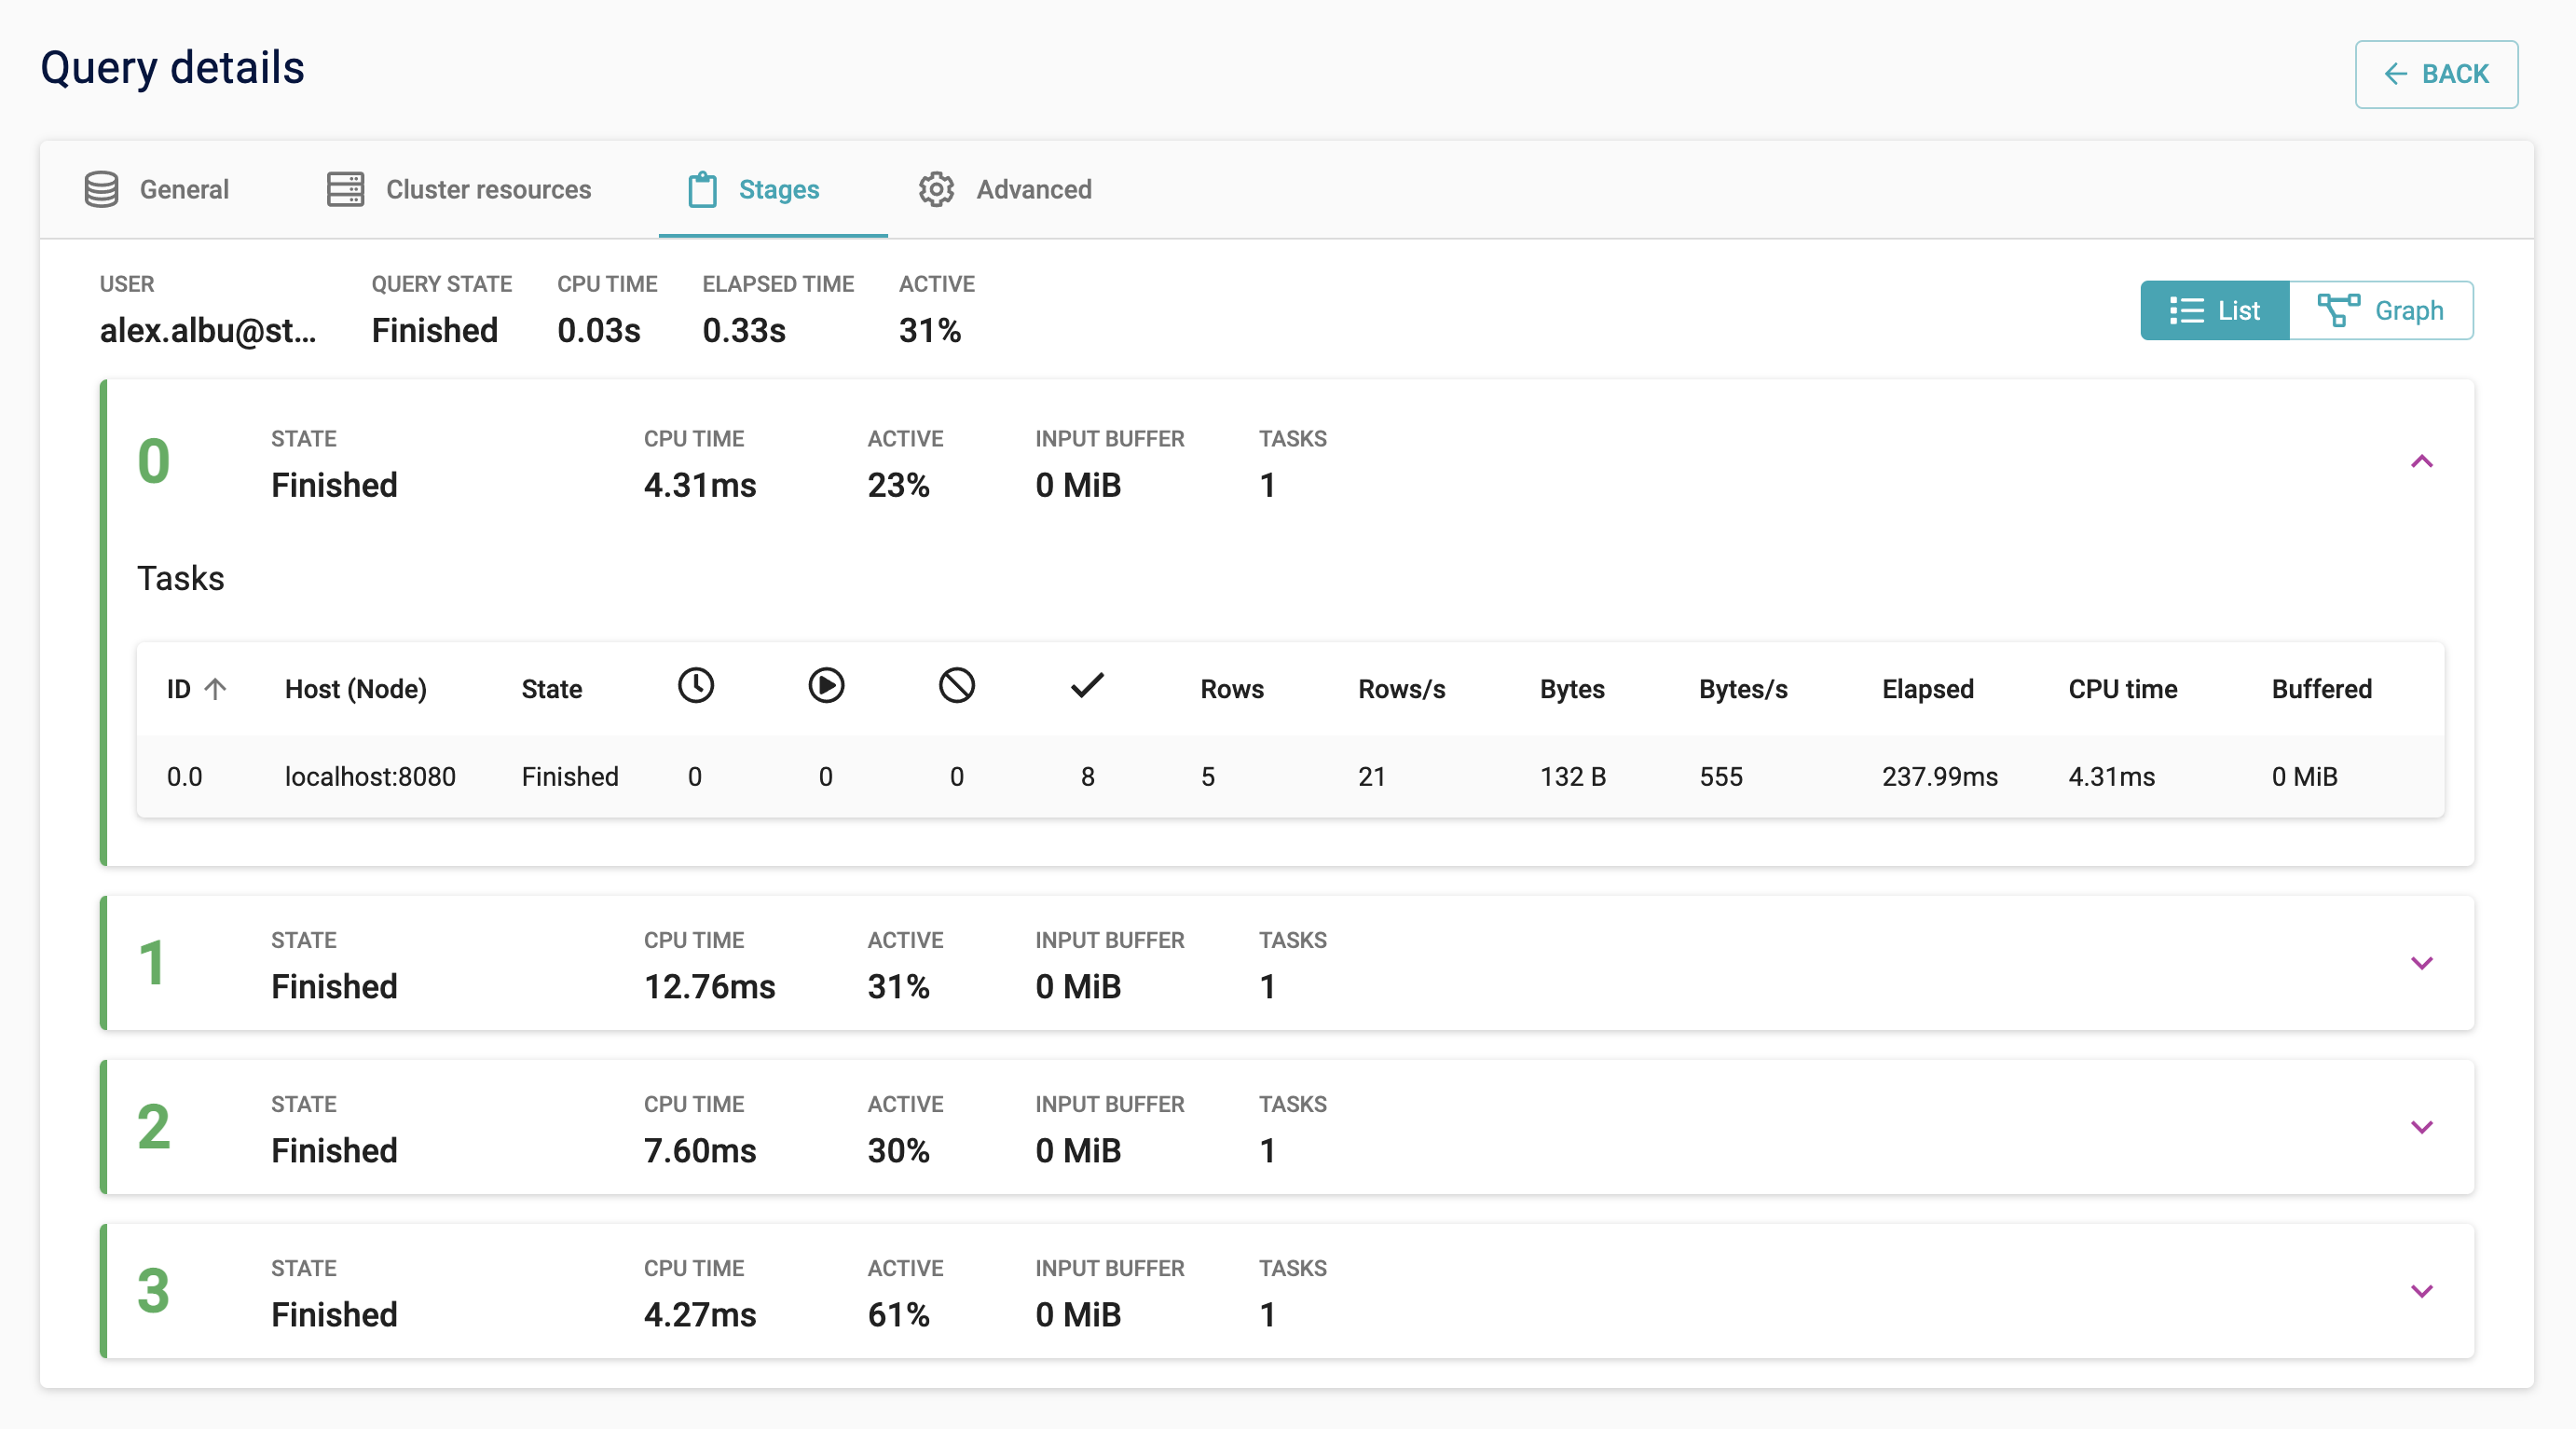 Query details
BACK
General Cluster resources Stages Advanced
USER QUERY STATE CPU TIME ELAPSED TIME ACTIVE
alex.albu@st... Finished 0.03s 0.33s 31%
List Graph
0
STATE CPU TIME ACTIVE INPUT BUFFER TASKS
Finished 4.31ms 23% 0 MiB 1
Tasks
ID Host (Node) State Rows Rows/s Bytes Bytes/s Elapsed CPU time Buffered
0.0 localhost:8080 Finished 0 0 0 8 5 21 132 B 555 237.99ms 4.31ms 0 MiB
1
STATE CPU TIME ACTIVE INPUT BUFFER TASKS
Finished 12.76ms 31% 0 MiB 1
2
STATE CPU TIME ACTIVE INPUT BUFFER TASKS
Finished 7.60ms 30% 0 MiB 1
3
STATE CPU TIME ACTIVE INPUT BUFFER TASKS
Finished 4.27ms 61% 0 MiB 1